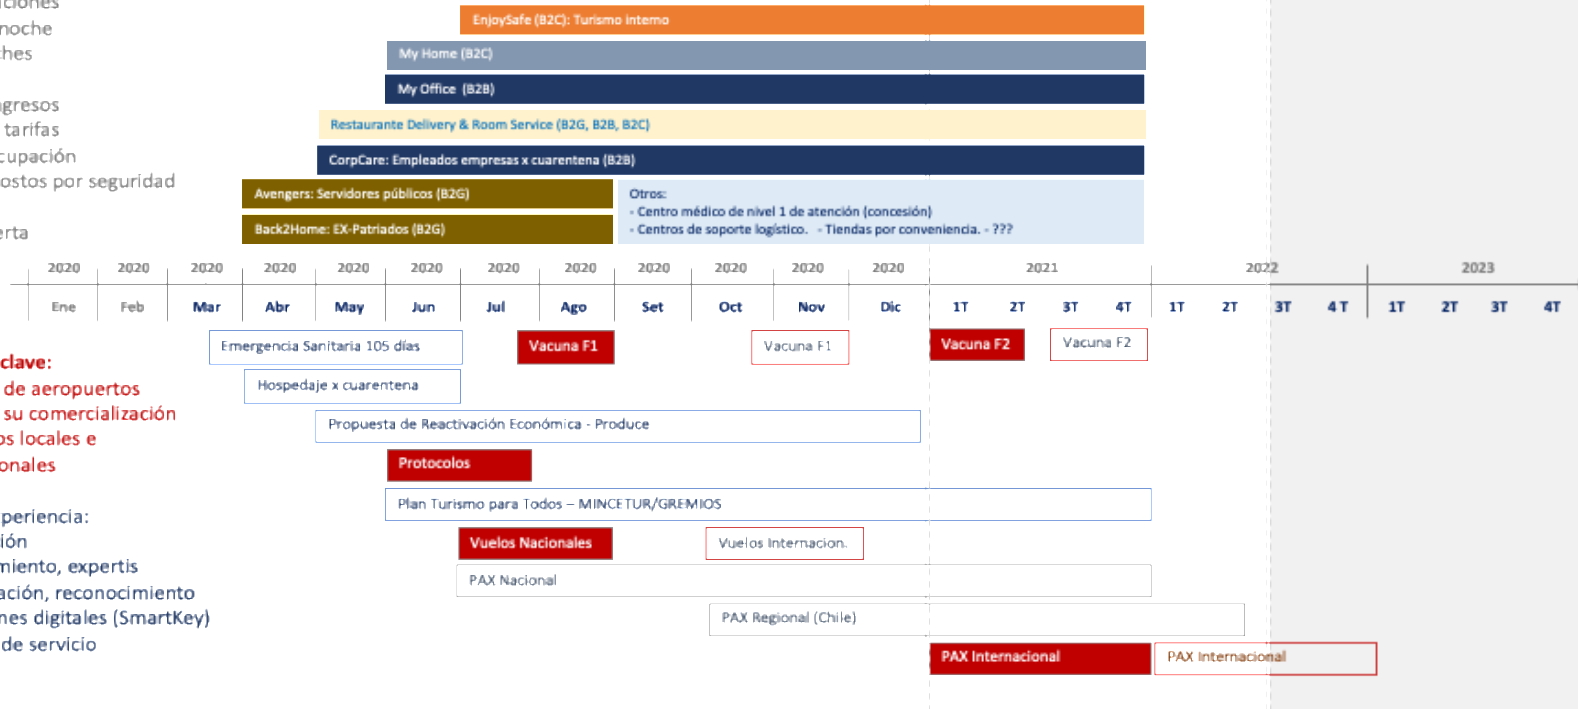 ciones
noche
ches
ngresos
tarifas
cupación
ostos por seguridad
erta
EnjoySafe (B2C): Turismo interno
My Home (B2C)
My Office (B2B)
Restaurante Delivery & Room Service (B2G, B2B, B2C)
CorpCare: Empleados empresas x cuarentena (B2B)
Avengers: Servidores públicos (B2G)
Back2Home: EX-Patriados (B2G)
Otros:
- Centro médico de nivel 1 de atención (concesión)
- Centros de soporte logístico. - Tiendas por conveniencia. - ???
2020 2020 2020 2020 2020 2020 2020 2020 2020 2020 2020 2020 2021 2022 2023
Ene Feb Mar Abr May Jun Jul Ago Set Oct Nov Dic 1T 2T 3T 4T 1T 2T 3T 4 T 1T 2T 3T 4T
clave:
de aeropuertos
su comercialización
os locales e
onales
periencia:
ción
miento, expertis
ación, reconocimiento
nes digitales (SmartKey)
de servicio
Emergencia Sanitaria 105 días
Vacuna F1
Vacuna F1
Vacuna F2
Vacuna F2
Hospedaje x cuarentena
Propuesta de Reactivación Económica - Produce
Protocolos
Plan Turismo para Todos – MINCETUR/GREMIOS
Vuelos Nacionales
Vuelos Internacion.
PAX Nacional
PAX Regional (Chile)
PAX Internacional
PAX Internacional